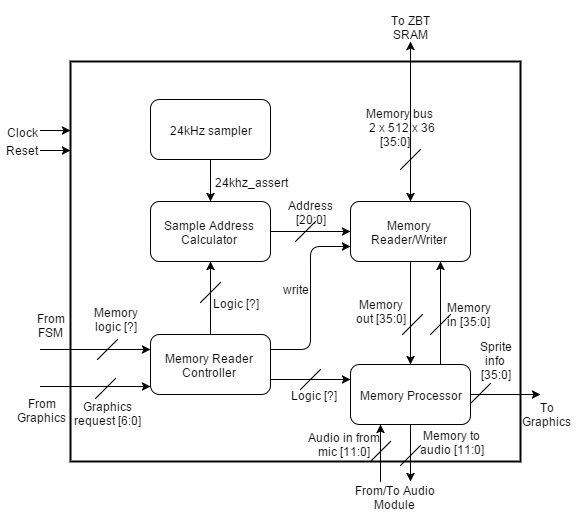 To ZBT
SRAM
Memory bus
2 x 512 x 36
[35:0]
Clock
Reset
24kHz sampler
24khz_assert
Address
[20:0]
Sample Address
Calculator
Memory
Reader/Writer
write
Logic [?]
Memory
out [35:0]
Memory
in [35:0]
From
FSM
Memory
logic [?]
Memory Reader
Controller
Sprite
info
[35:0]
Logic [?]
Memory Processor
From
Graphics
Graphics
request [6:0]
To
Graphics
Audio in from
mic [11:0]
Memory to
audio [11:0]
From/To Audio
Module